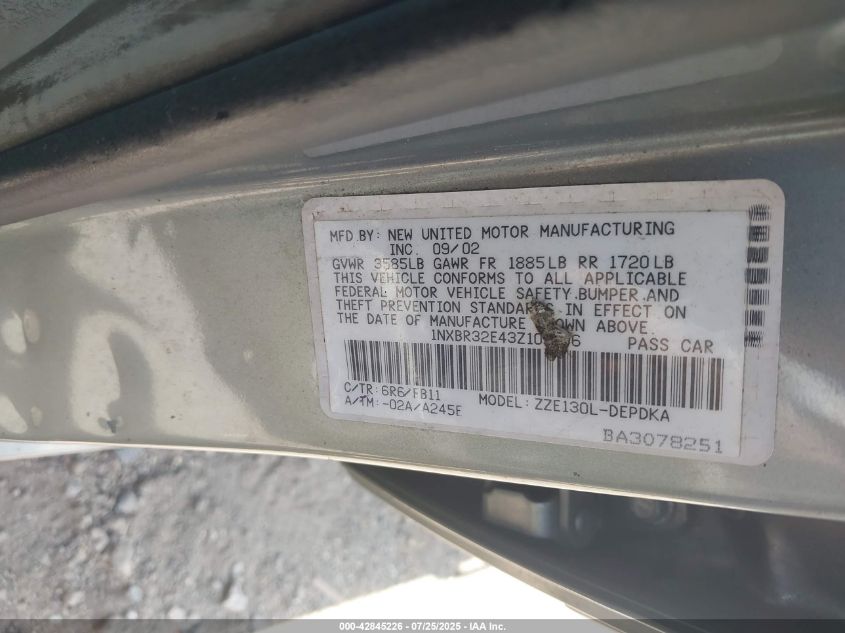 MFD.BY: NEW UNITED MOTOR MANUFACTURING
INC. 09/02
GVWR 3585LB GAWR FR 1885LB RR 1720LB
THIS VEHICLE CONFORMS TO ALL APPLICABLE
FEDERAL MOTOR VEHICLE SAFETY,BUMPER,AND
THEFT PREVENTION STANDARDS IN EFFECT ON
THE DATE OF MANUFACTURE SHOWN ABOVE.
PASS CAR
C/TR: 6R6/FB11
A/TM:-02A/A245E MODEL: ZZE130L-DEPDKA
BA3078251
000-42845226 - 07/25/2025 - IAA Inc.